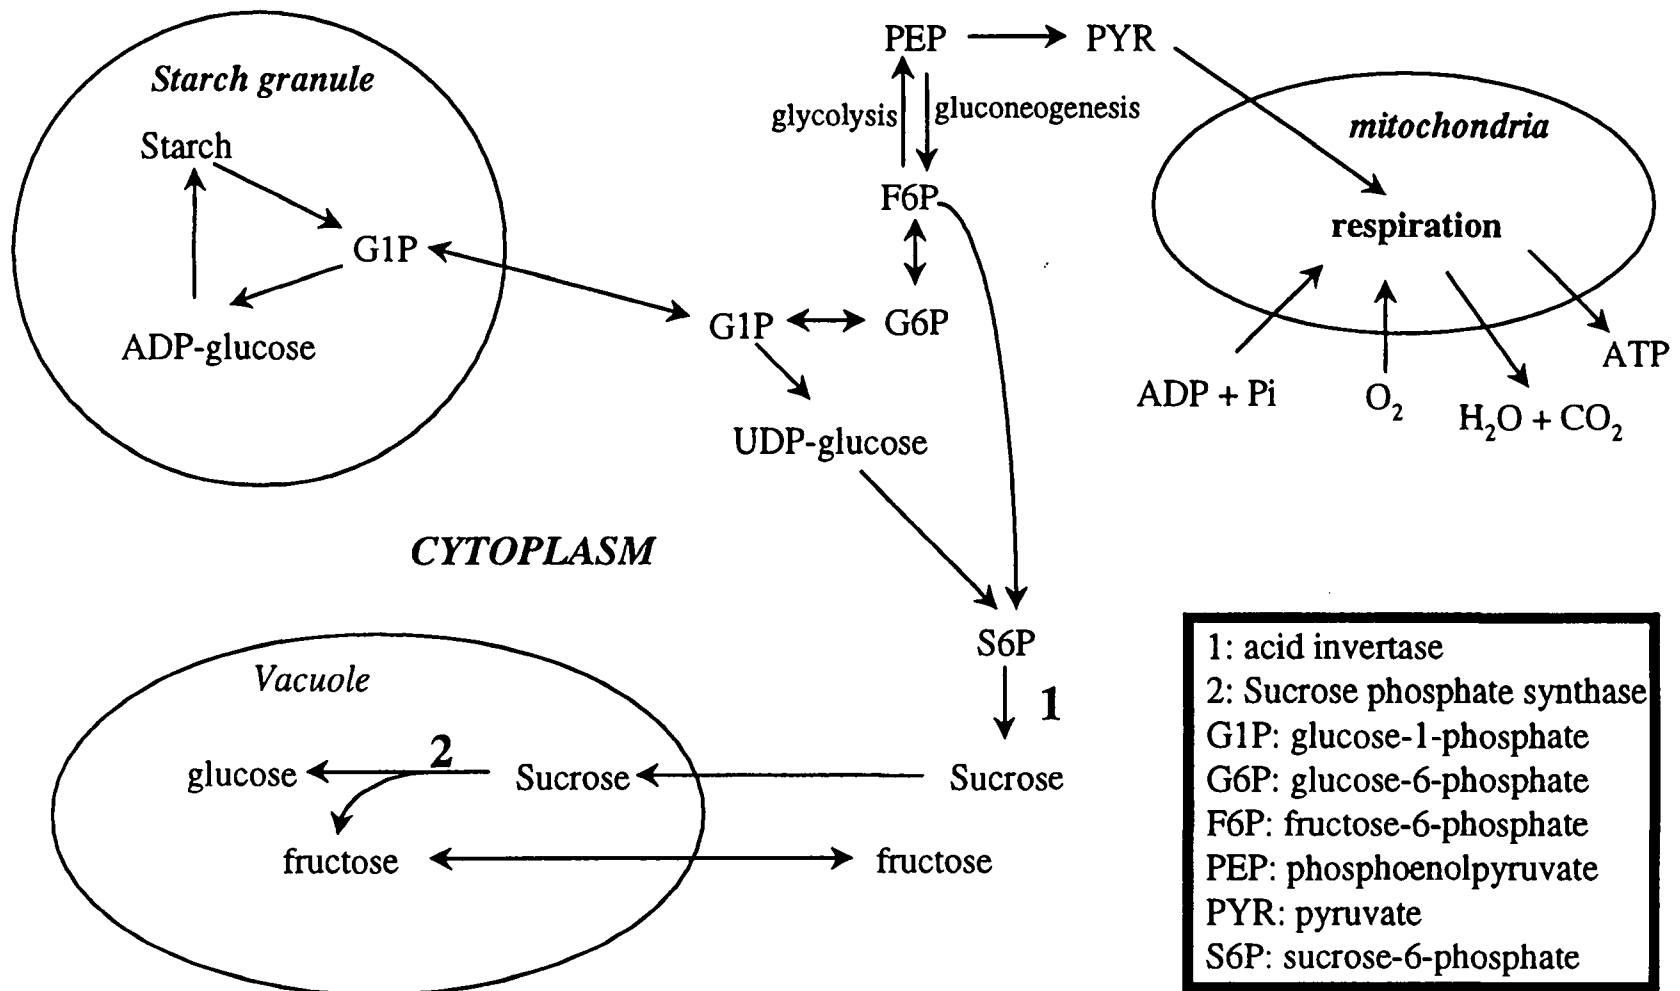 Starch granule
Starch
G1P
ADP-glucose
PEP
PYR
glycolysis
gluconeogenesis
F6P
G1P
G6P
UDP-glucose
mitochondria
respiration
ADP + Pi
O₂
H₂O + CO₂
ATP
CYTOPLASM
S6P
1
Sucrose
Vacuole
glucose
2
Sucrose
fructose
fructose
1: acid invertase
2: Sucrose phosphate synthase
G1P: glucose-1-phosphate
G6P: glucose-6-phosphate
F6P: fructose-6-phosphate
PEP: phosphoenolpyruvate
PYR: pyruvate
S6P: sucrose-6-phosphate